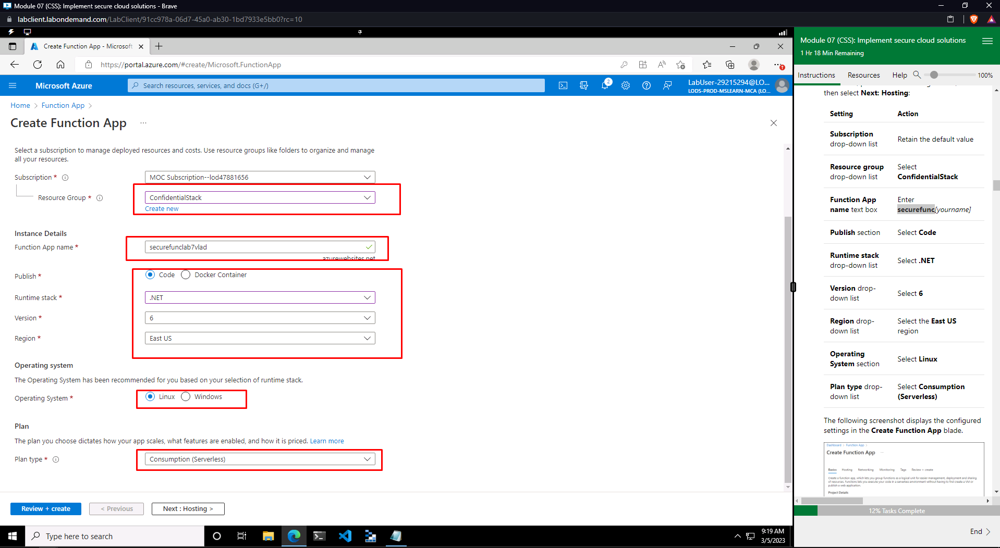 Module 07 (CSS): Implement secure cloud solutions - Brave
labclient.labondemand.com/LabClient/91cc978a-06d7-45a0-ab30-1bd7933e5bb0?rc=10
Create Function App - Microsoft
https://portal.azure.com/#create/Microsoft.FunctionApp
Microsoft Azure
Search resources, services, and docs (G+/)
2
LabUser-29215294@LO...
LODS-PROD-MSLEARN-MCA (LO...
Home > Function App >
Create Function App ...
Select a subscription to manage deployed resources and costs. Use resource groups like folders to organize and manage
all your resources.
Subscription *
MOC Subscription--lod47881656
Resource Group *
ConfidentialStack
Create new
Instance Details
Function App name *
securefunclab7vlad
.azurewebsites.net
Publish *
Code
Docker Container
Runtime stack *
.NET
Version *
6
Region *
East US
Operating system
The Operating System has been recommended for you based on your selection of runtime stack.
Operating System *
Linux
Windows
Plan
The plan you choose dictates how your app scales, what features are enabled, and how it is priced. Learn more
Plan type *
Consumption (Serverless)
Review + create
< Previous
Next : Hosting >
Type here to search
9:19 AM
3/5/2023
Module 07 (CSS): Implement secure cloud solutions
1 Hr 18 Min Remaining
Instructions
Resources
Help
100%
then select Next: Hosting:
Setting
Action
Subscription
drop-down list
Retain the default value
Resource group
drop-down list
Select
ConfidentialStack
Function App
name text box
Enter
securefunc[yourname]
Publish section
Select Code
Runtime stack
drop-down list
Select .NET
Version drop-
down list
Select 6
Region drop-
down list
Select the East US
region
Operating
System section
Select Linux
Plan type drop-
down list
Select Consumption
(Serverless)
The following screenshot displays the configured
settings in the Create Function App blade.
Dashboard > Function App >
Create Function App ...
Basics Hosting Networking Monitoring Tags Review + create
Create a function app, which lets you group functions as a logical unit for easier management, deployment and sharing
of resources. Functions lets you execute your code in a serverless environment without having to first create a VM or
publish a web application.
Project Details
12% Tasks Complete
End >